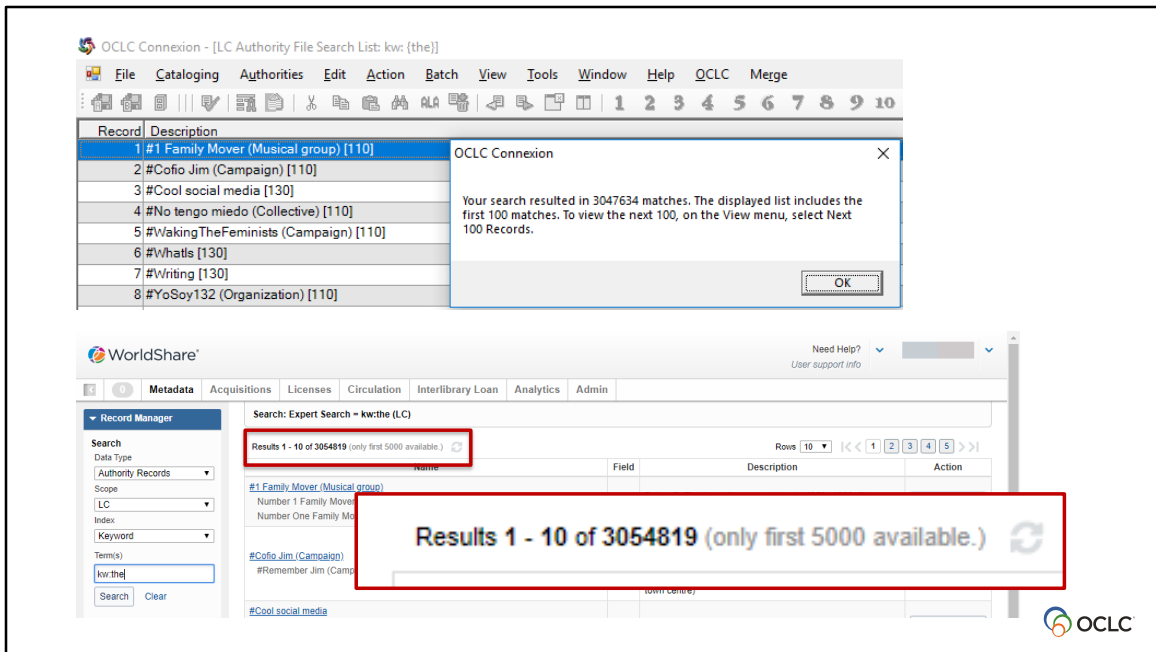 OCLC Connexion - [LC Authority File Search List: kw: {the}]
File Cataloging Authorities Edit Action Batch View Tools Window Help OCLC Merge
ALA 1 2 3 4 5 6 7 8 9 10
Record Description
1 #1 Family Mover (Musical group) [110]
2 #Cofio Jim (Campaign) [110]
3 #Cool social media [130]
4 #No tengo miedo (Collective) [110]
5 #WakingTheFeminists (Campaign) [110]
6 #WhatIs [130]
7 #Writing [130]
8 #YoSoy132 (Organization) [110]
OCLC Connexion
Your search resulted in 3047634 matches. The displayed list includes the
first 100 matches. To view the next 100, on the View menu, select Next
100 Records.
OK
WorldShare®
Need Help?
User support info
0 Metadata Acquisitions Licenses Circulation Interlibrary Loan Analytics Admin
Record Manager
Search
Data Type
Authority Records
Scope
LC
Index
Keyword
Term(s)
kw:the
Search Clear
Search: Expert Search = kw:the (LC)
Results 1 - 10 of 3054819 (only first 5000 available.)
Rows 10 |< < 1 2 3 4 5 > >|
Name Field Description Action
#1 Family Mover (Musical group)
Number 1 Family Mover
Number One Family Mo
#Cofio Jim (Campaign)
#Remember Jim (Camp
town centre)
#Cool social media
Results 1 - 10 of 3054819 (only first 5000 available.)
OCLC